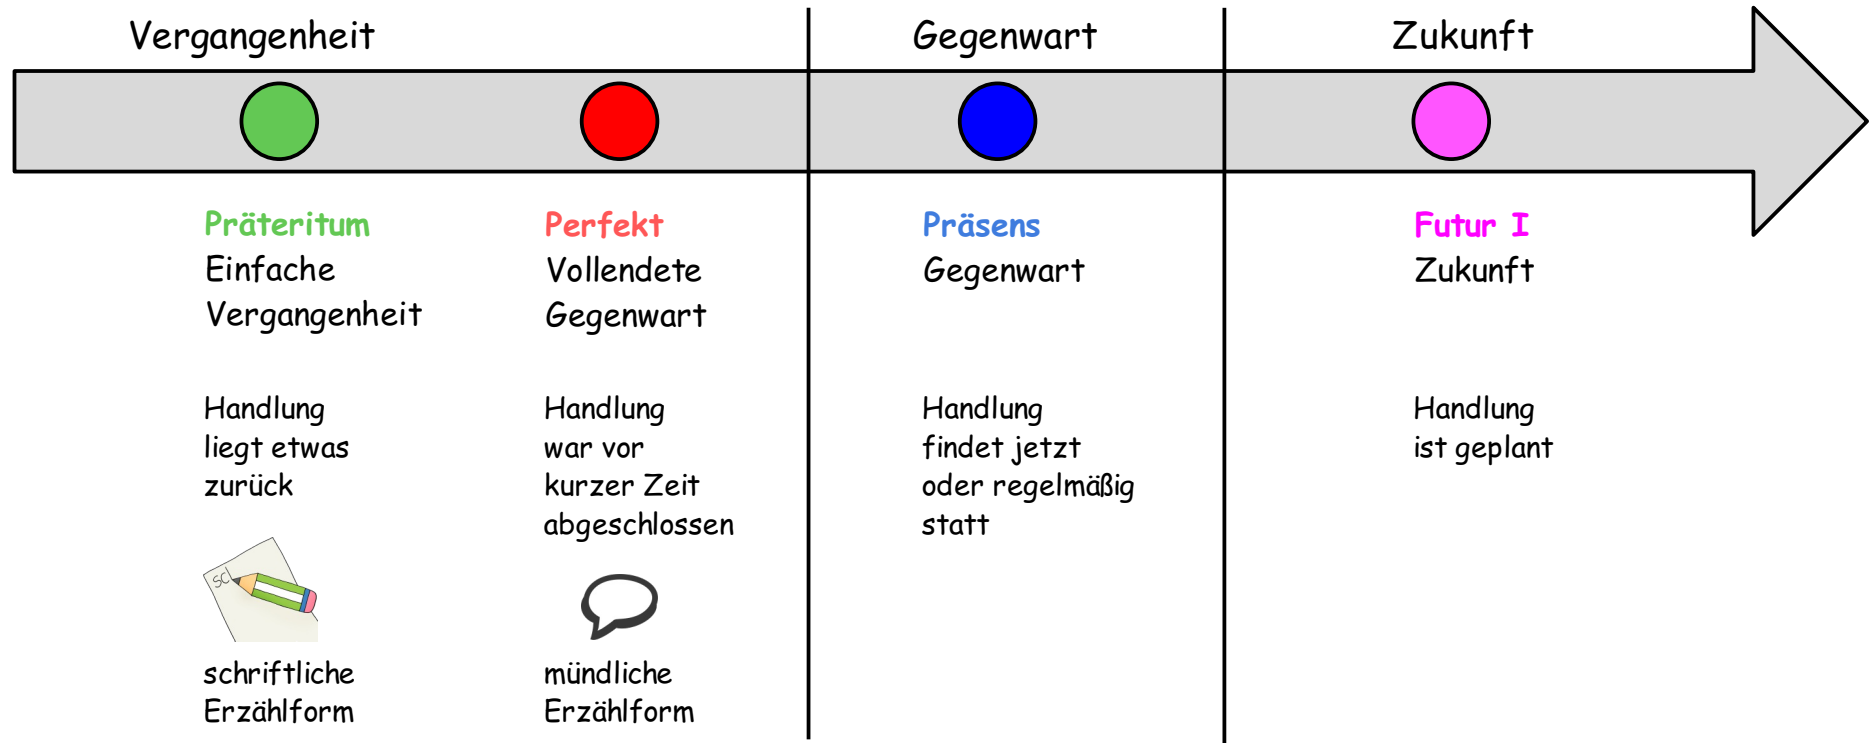 Vergangenheit
Gegenwart
Zukunft
Präteritum
Einfache
Vergangenheit
Handlung
liegt etwas
zurück
SC
schriftliche
Erzählform
Perfekt
Vollendete
Gegenwart
Handlung
war vor
kurzer Zeit
abgeschlossen
mündliche
Erzählform
Präsens
Gegenwart
Handlung
findet jetzt
oder regelmäßig
statt
Futur I
Zukunft
Handlung
ist geplant